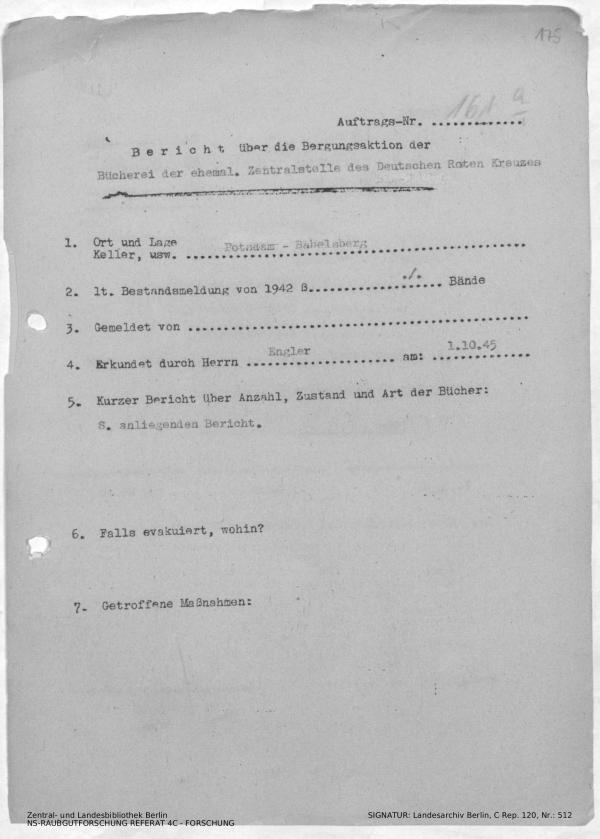 175
Auftrags-Nr. 161 a
B e r i c h t über die Bergungsaktion der
Bücherei der ehemal. Zentralstelle des Deutschen Roten Kreuzes
1. Ort und Lage
Keller, usw. Potsdam - Babelsberg
2. lt. Bestandsmeldung von 1942 ß.......... ./. .... Bände
3. Gemeldet von ..........
4. Erkundet durch Herrn Engler am: 1.10.45
5. Kurzer Bericht über Anzahl, Zustand und Art der Bücher:
S. anliegenden Bericht.
6. Falls evakuiert, wohin?
7. Getroffene Maßnahmen:
Zentral- und Landesbibliothek Berlin
NS-RAUBGUTFORSCHUNG REFERAT 4C - FORSCHUNG
SIGNATUR: Landesarchiv Berlin, C Rep. 120, Nr.: 512